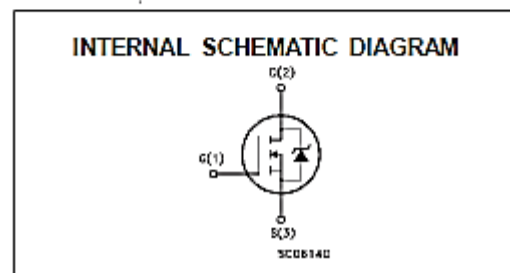 INTERNAL SCHEMATIC DIAGRAM
D(2)
G(1)
S(3)
SC06140